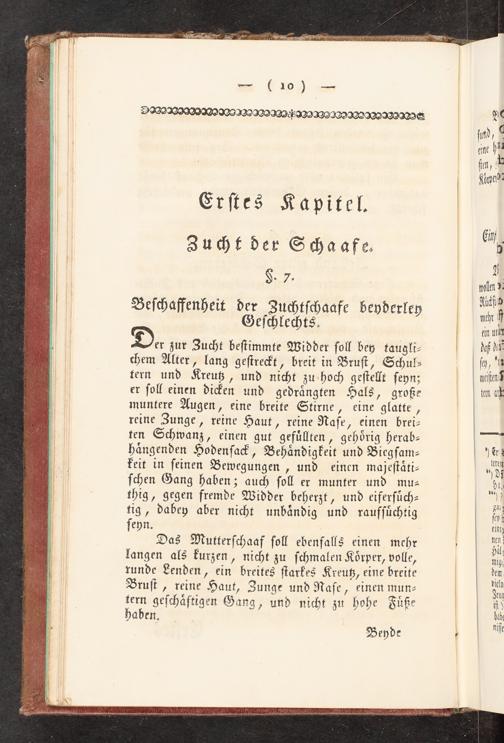 — ( 10 ) —
Erstes Kapitel.
Zucht der Schaafe.
§. 7.
Beschaffenheit der Zuchtschaafe beyderley
Geschlechts.
Der zur Zucht bestimmte Widder soll bey taugli-
chem Alter, lang gestreckt, breit in Brust, Schul-
tern und Kreutz, und nicht zu hoch gestellt seyn;
er soll einen dicken und gedrängten Hals, große
muntere Augen, eine breite Stirne, eine glatte,
reine Zunge, reine Haut, reine Nase, einen brei-
ten Schwanz, einen gut gefüllten, gehörig herab-
hängenden Hodensack, Behändigkeit und Biegsam-
keit in seinen Bewegungen, und einen majestäti-
schen Gang haben; auch soll er munter und mu-
thig, gegen fremde Widder beherzt, und eifersüch-
tig, dabey aber nicht unbändig und raufsüchtig
seyn.
Das Mutterschaaf soll ebenfalls einen mehr
langen als kurzen, nicht zu schmalen Körper, volle,
runde Lenden, ein breites starkes Kreutz, eine breite
Brust, reine Haut, Zunge und Nase, einen mun-
tern geschäftigen Gang, und nicht zu hohe Füße
haben.
Beyde